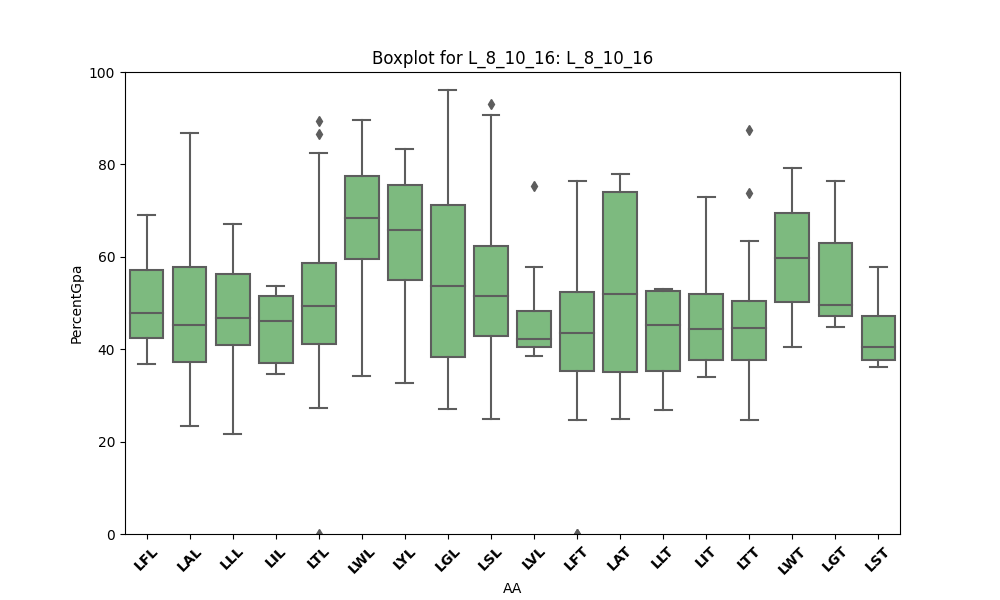 Boxplot for L_8_10_16: L_8_10_16
100
80
60
40
20
0
PercentGpa
LFL LAL LLL LIL LTL LWL LYL LGL LSL LVL LFT LAT LLT LIT LTT LWT LGT LST
AA